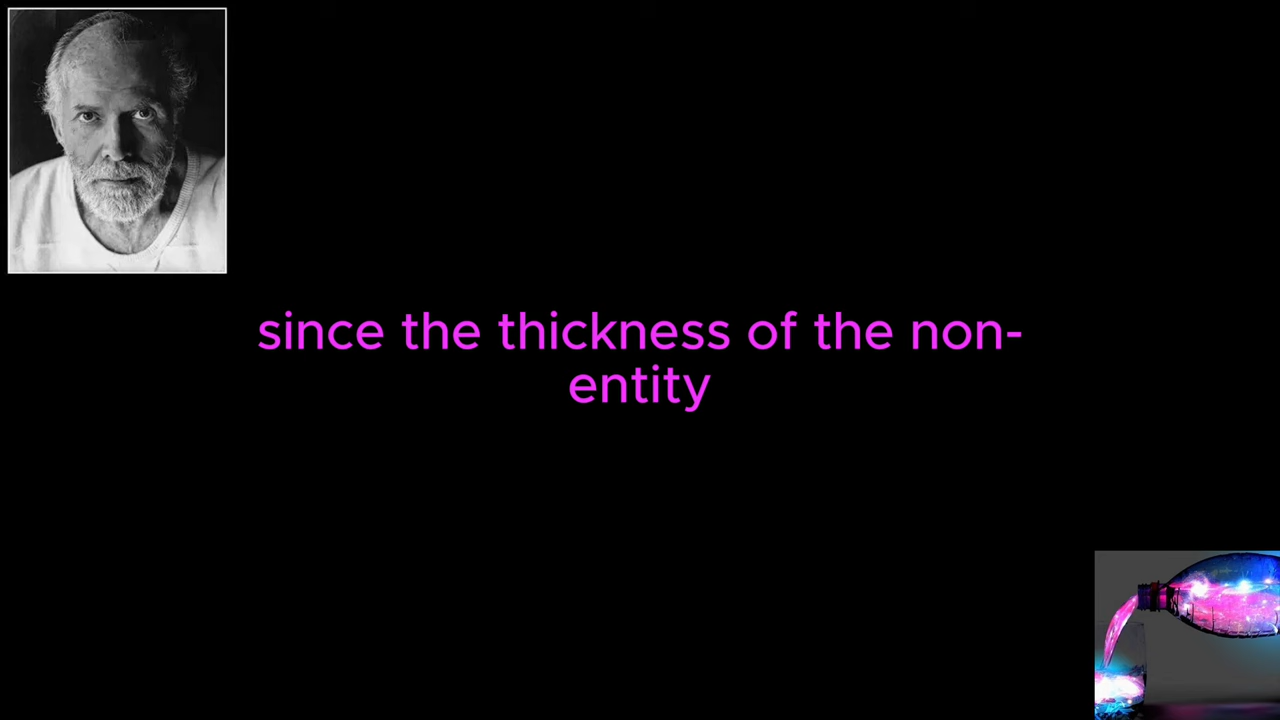 since the thickness of the non-
entity